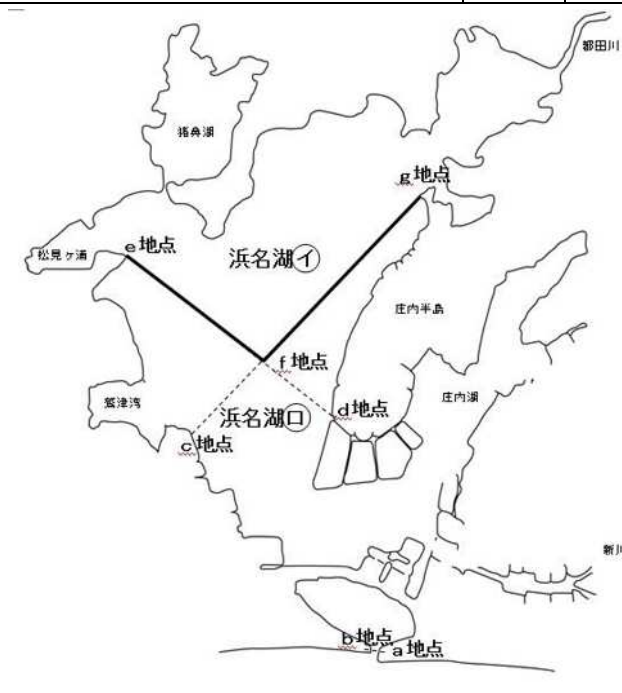 都田川
猪鼻湖
g地点
松見ヶ浦
e地点
浜名湖イ
庄内半島
f地点
鷲津湾
庄内湖
浜名湖ロ
d地点
c地点
新川
b地点
a地点